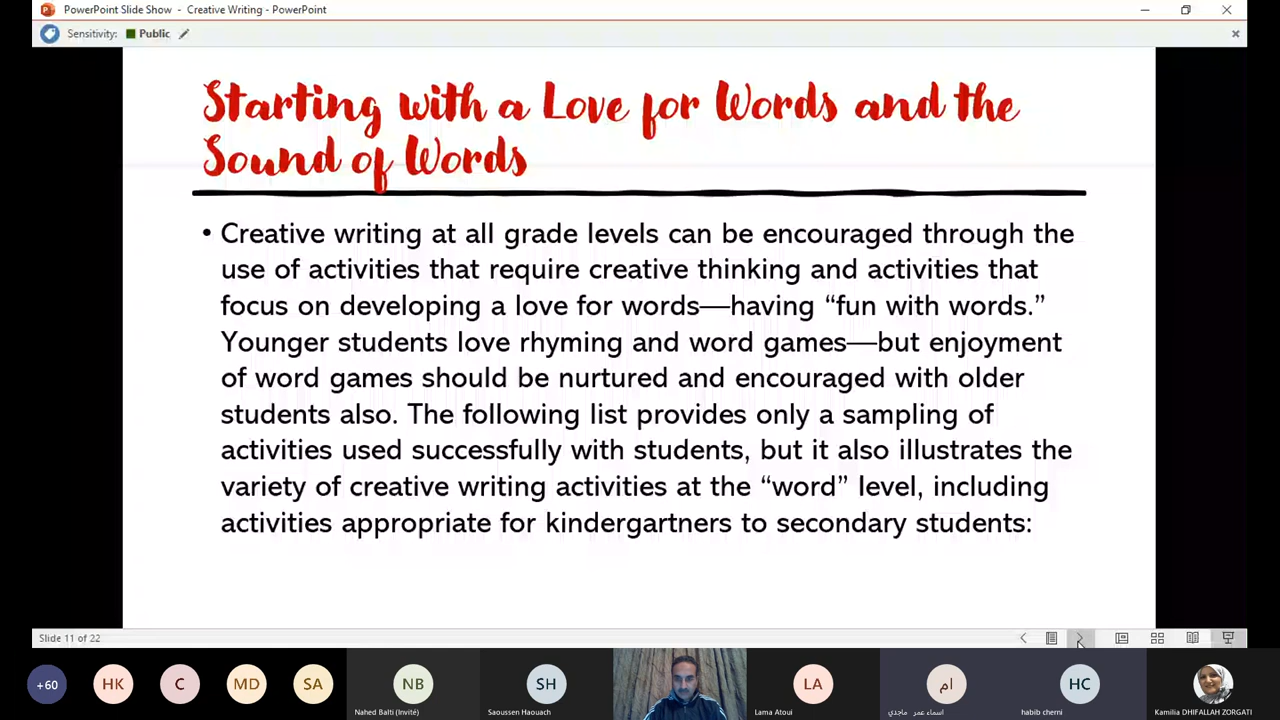 PowerPoint Slide Show - Creative Writing - PowerPoint
Sensitivity: Public
Starting with a Love for Words and the
Sound of Words
• Creative writing at all grade levels can be encouraged through the
use of activities that require creative thinking and activities that
focus on developing a love for words—having “fun with words.”
Younger students love rhyming and word games—but enjoyment
of word games should be nurtured and encouraged with older
students also. The following list provides only a sampling of
activities used successfully with students, but it also illustrates the
variety of creative writing activities at the “word” level, including
activities appropriate for kindergartners to secondary students:
Slide 11 of 22
+60 HK C MD SA NB SH LA ام HC
Nahed Balti (Invité) Saoussen Haouach Lama Atoui اسماء عمر ماجدي habib cherni Kamilia DHIFALLAH ZORGATI